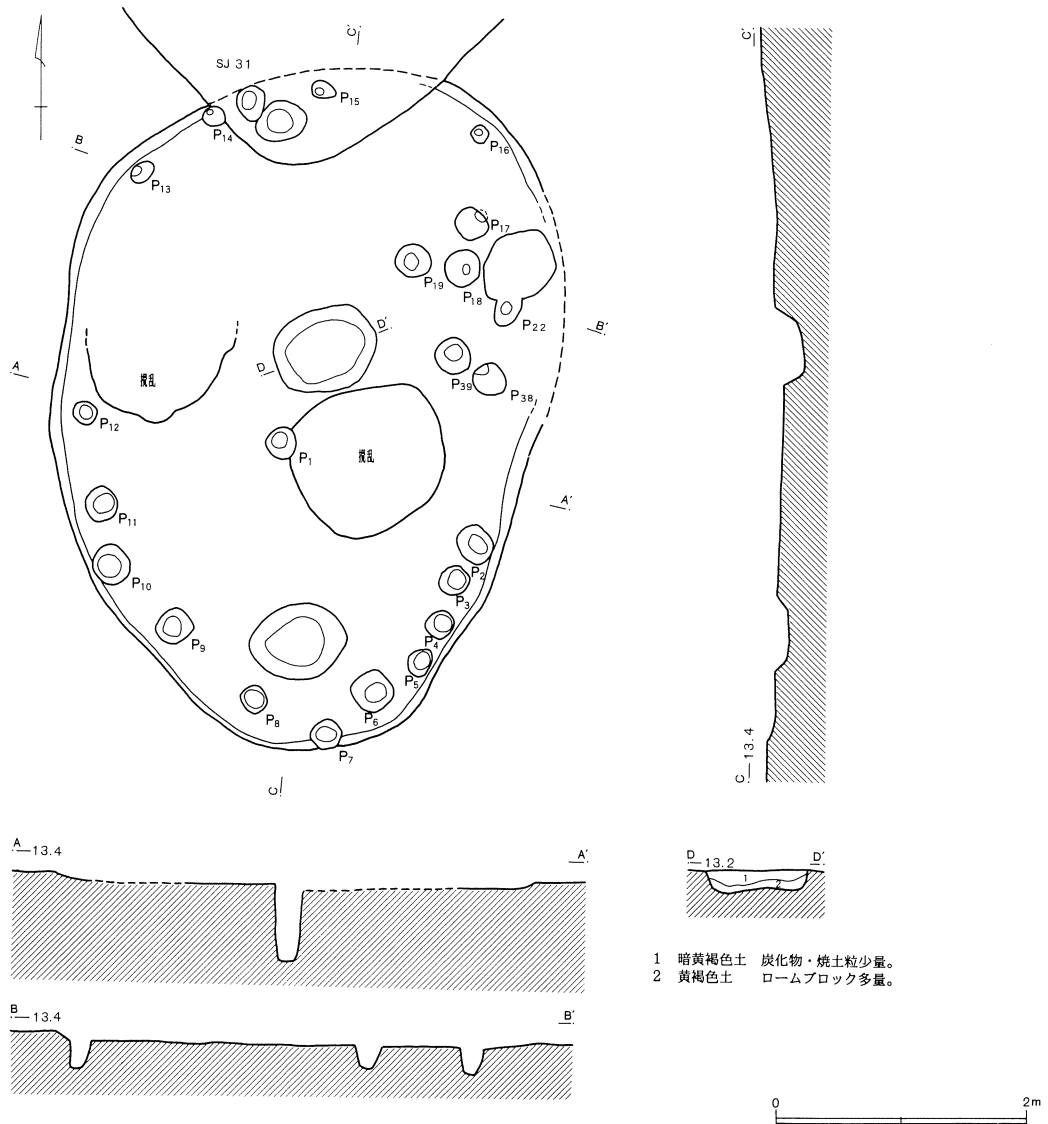 C'
SJ 31
P15
P14
P16
B
P13
P17
P19
P18
P22
D'
B'
D
A
撹乱
P39
P38
P12
P1
撹乱
A'
P11
P2
P10
P3
P4
P9
P5
P8
P6
P7
C
C'
C 13.4
A 13.4
A'
D 13.2
D'
1
2
1 暗黄褐色土 炭化物・焼土粒少量。
2 黄褐色土 ロームブロック多量。
B 13.4
B'
0 2m